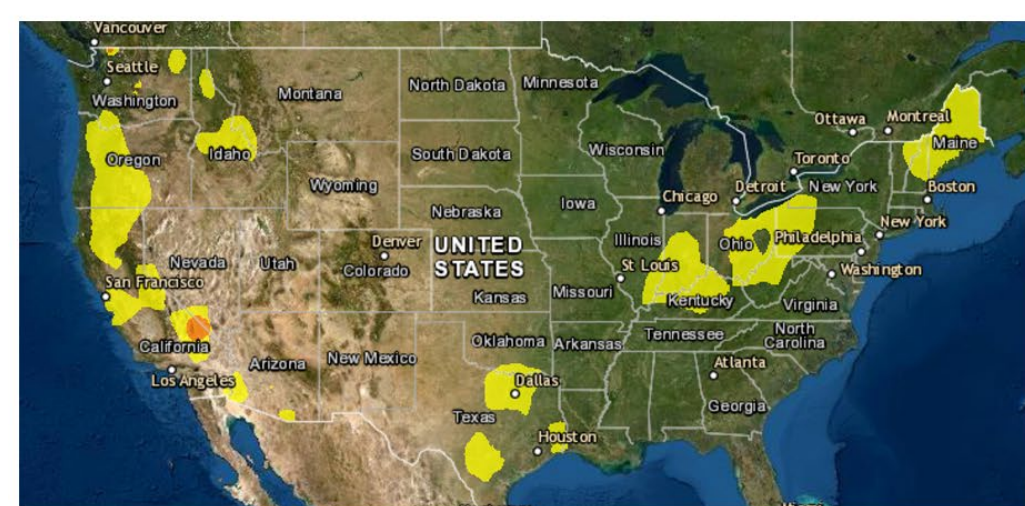 Vancouver
Seattle
Washington
Montana
North Dakota
Minnesota
Ottawa
Montreal
Maine
Oregon
Idaho
South Dakota
Wisconsin
Toronto
Wyoming
Chicago
Detroit
New York
Boston
Nebraska
Iowa
New York
Nevada
Utah
Denver
Colorado
UNITED
STATES
Illinois
Ohio
Philadelphia
San Francisco
St Louis
Washington
Kansas
Missouri
Kentucky
Virginia
California
Arizona
New Mexico
Oklahoma
Arkansas
Tennessee
North
Carolina
Los Angeles
Dallas
Atlanta
Texas
Georgia
Houston